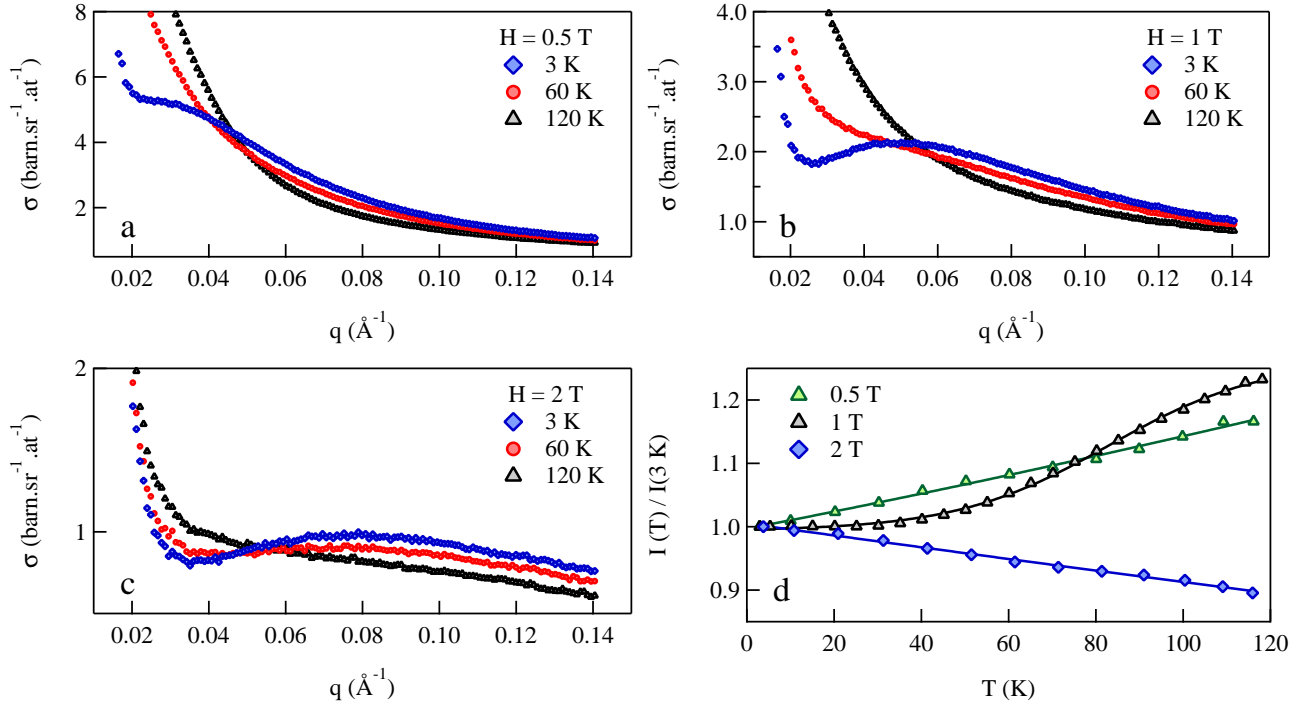 8
6
4
2
σ (barn.sr⁻¹.at⁻¹)
H = 0.5 T
3 K
60 K
120 K
a
0.02 0.04 0.06 0.08 0.10 0.12 0.14
q (Å⁻¹)
4.0
3.0
2.0
1.0
σ (barn.sr⁻¹.at⁻¹)
H = 1 T
3 K
60 K
120 K
b
0.02 0.04 0.06 0.08 0.10 0.12 0.14
q (Å⁻¹)
2
1
σ (barn.sr⁻¹.at⁻¹)
H = 2 T
3 K
60 K
120 K
c
0.02 0.04 0.06 0.08 0.10 0.12 0.14
q (Å⁻¹)
1.2
1.1
1.0
0.9
I (T) / I(3 K)
0.5 T
1 T
2 T
d
0 20 40 60 80 100 120
T (K)